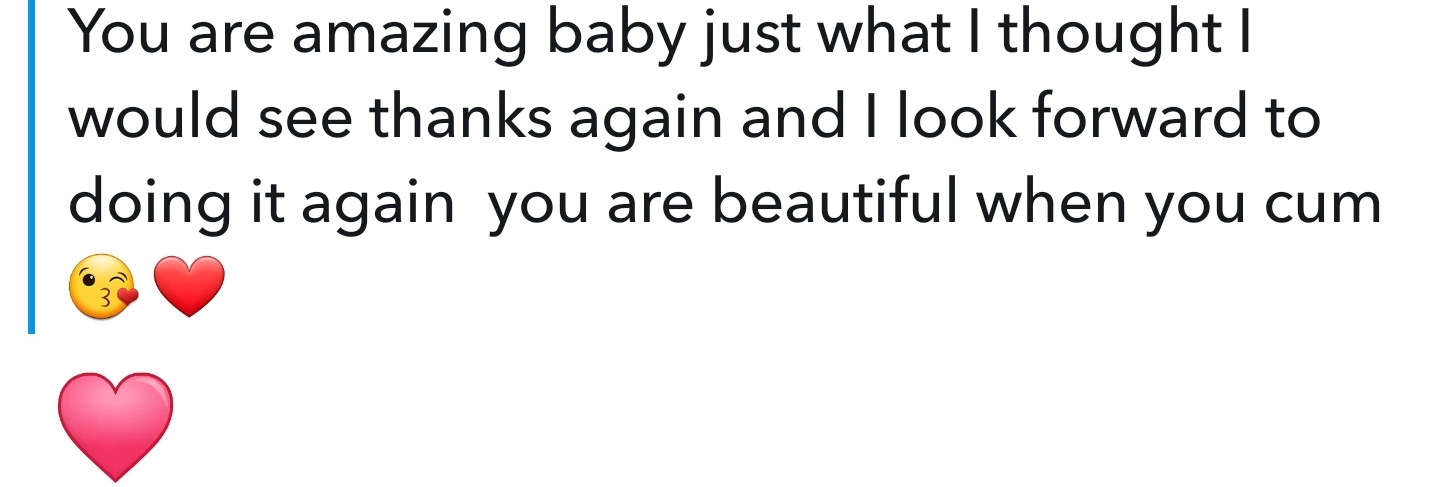 You are amazing baby just what I thought I
would see thanks again and I look forward to
doing it again  you are beautiful when you cum
😘 ❤️
💗